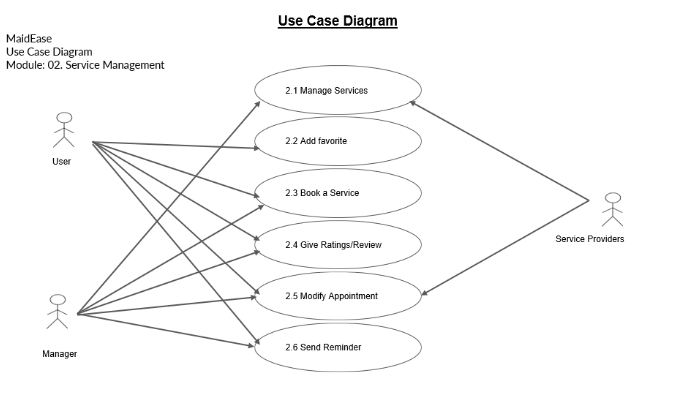 Use Case Diagram
MaidEase
Use Case Diagram
Module: 02. Service Management
2.1 Manage Services
2.2 Add favorite
User
2.3 Book a Service
Service Providers
2.4 Give Ratings/Review
2.5 Modify Appointment
2.6 Send Reminder
Manager